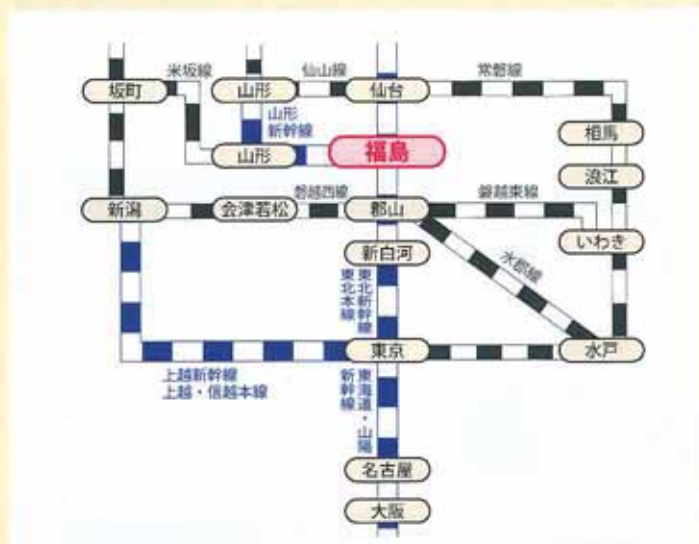 米坂線
仙山線
常磐線
坂町
山形
仙台
山形
新幹線
相馬
山形
福島
浪江
磐越西線
磐越東線
新潟
会津若松
郡山
いわき
新白河
水郡線
東北新幹線
東北本線
東京
水戸
上越新幹線
上越・信越本線
東海道・山陽
新幹線
名古屋
大阪